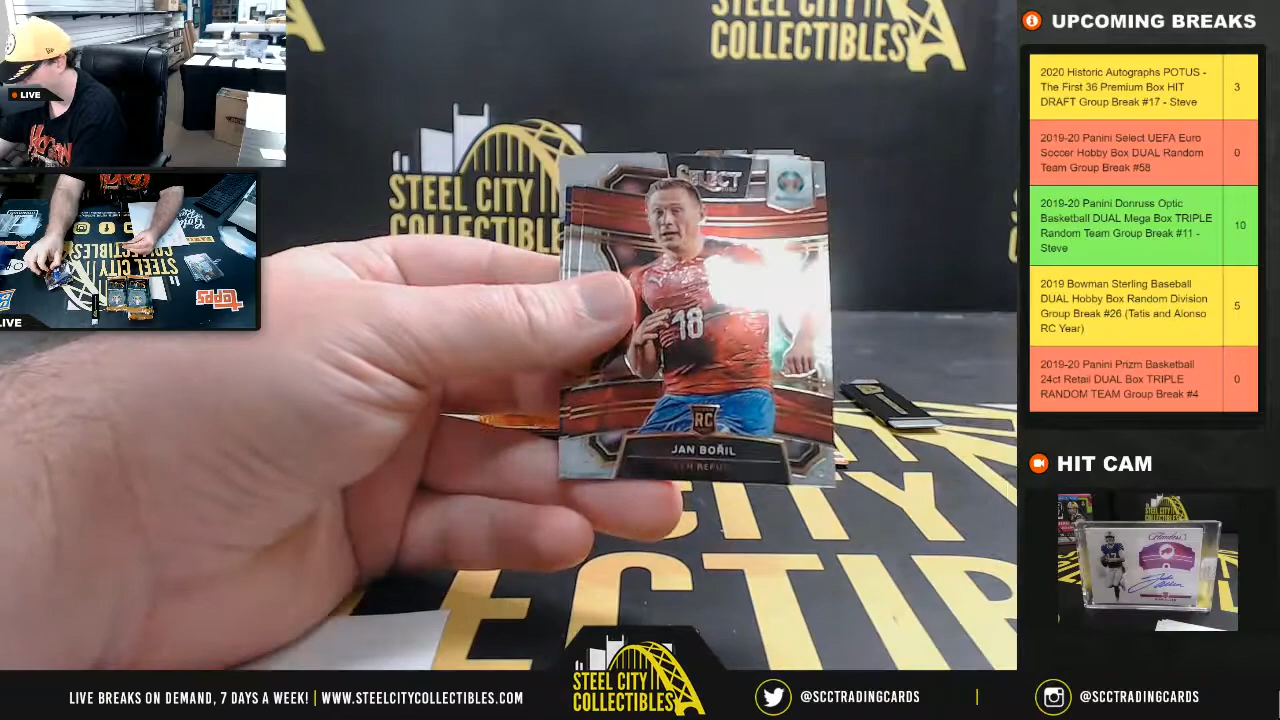 LIVE
LIVE
STEEL CITY
COLLECTIBLES
STEEL CITY
COLLECTIBLES
COLLECTIBLES
STEEL CITY
topps
SELECT
18
RC
JAN BOŘIL
UPCOMING BREAKS
2020 Historic Autographs POTUS -
The First 36 Premium Box HIT
DRAFT Group Break #17 - Steve
3
2019-20 Panini Select UEFA Euro
Soccer Hobby Box DUAL Random
Team Group Break #58
0
2019-20 Panini Donruss Optic
Basketball DUAL Mega Box TRIPLE
Random Team Group Break #11 -
Steve
10
2019 Bowman Sterling Baseball
DUAL Hobby Box Random Division
Group Break #26 (Tatis and Alonso
RC Year)
5
2019-20 Panini Prizm Basketball
24ct Retail DUAL Box TRIPLE
RANDOM TEAM Group Break #4
0
HIT CAM
STEEL CITY
LIVE BREAKS ON DEMAND, 7 DAYS A WEEK! | WWW.STEELCITYCOLLECTIBLES.COM
STEEL CITY
COLLECTIBLES
@SCCTRADINGCARDS
|
@SCCTRADINGCARDS